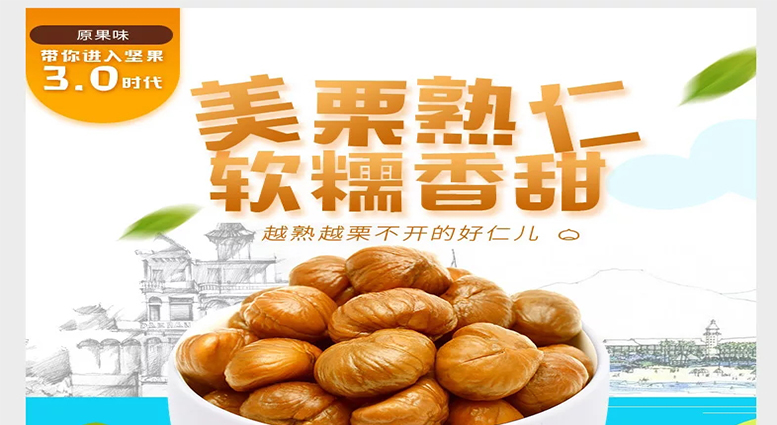 原果味
带你进入坚果
3.0时代
美栗熟仁
软糯香甜
越熟越栗不开的好仁儿